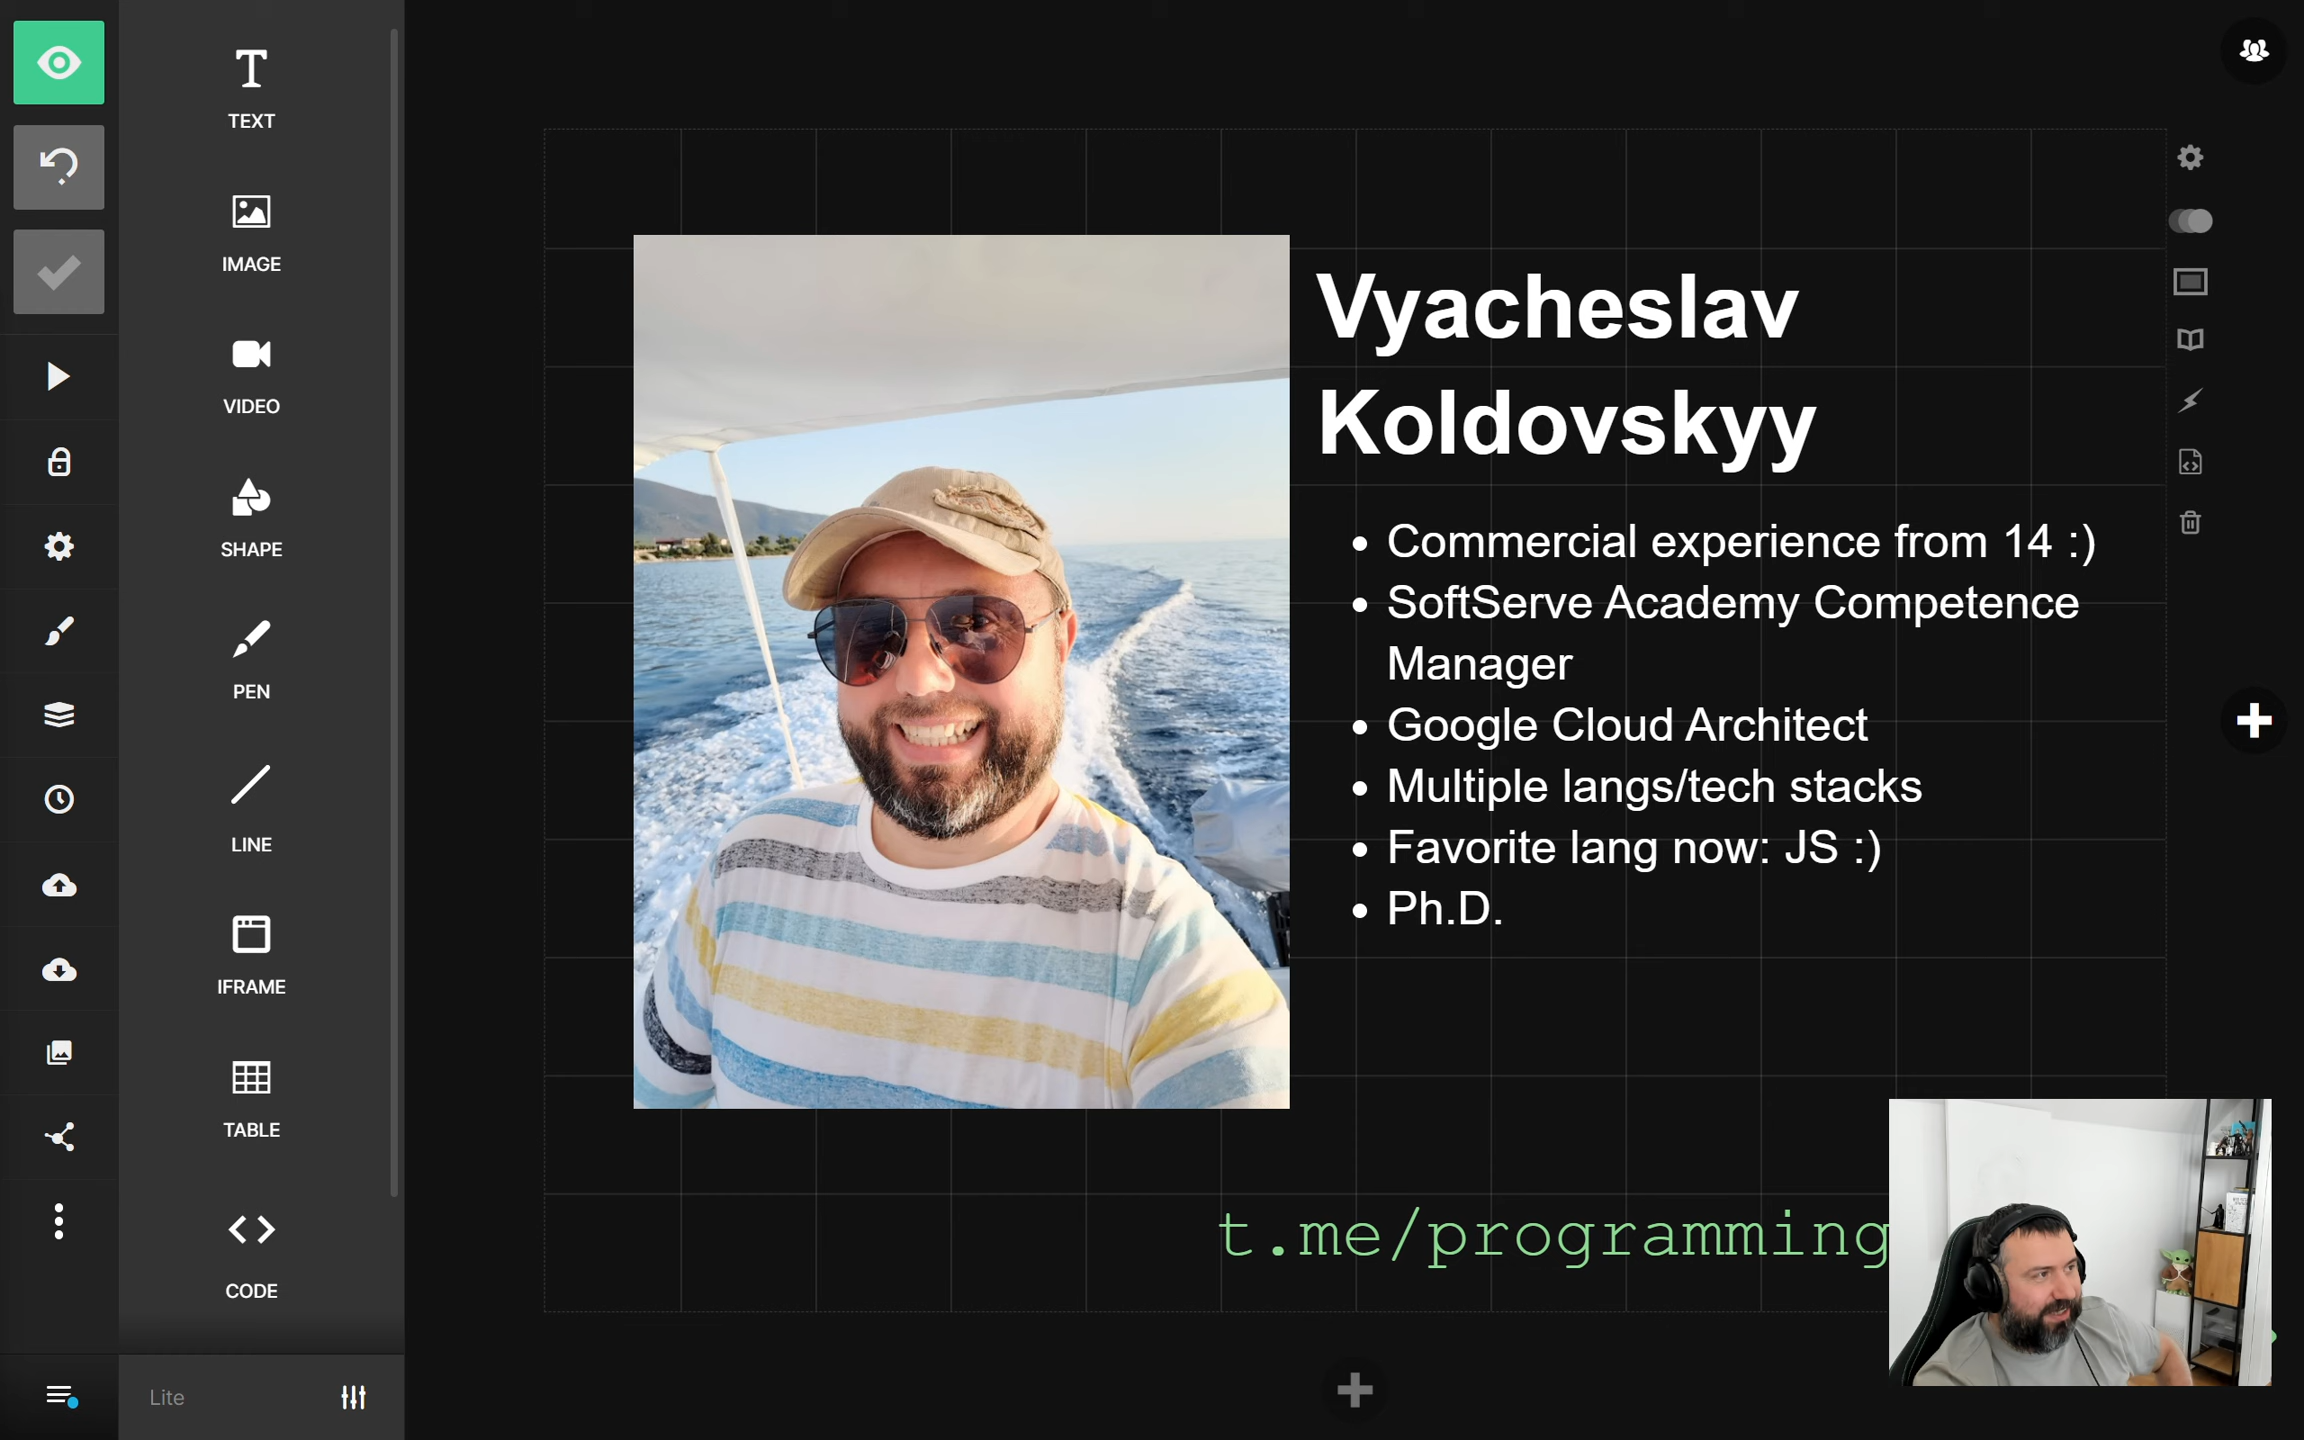 TEXT
IMAGE
VIDEO
SHAPE
PEN
LINE
IFRAME
TABLE
CODE
Lite
Vyacheslav
Koldovskyy
• Commercial experience from 14 :)
• SoftServe Academy Competence
Manager
• Google Cloud Architect
• Multiple langs/tech stacks
• Favorite lang now: JS :)
• Ph.D.
t.me/programming